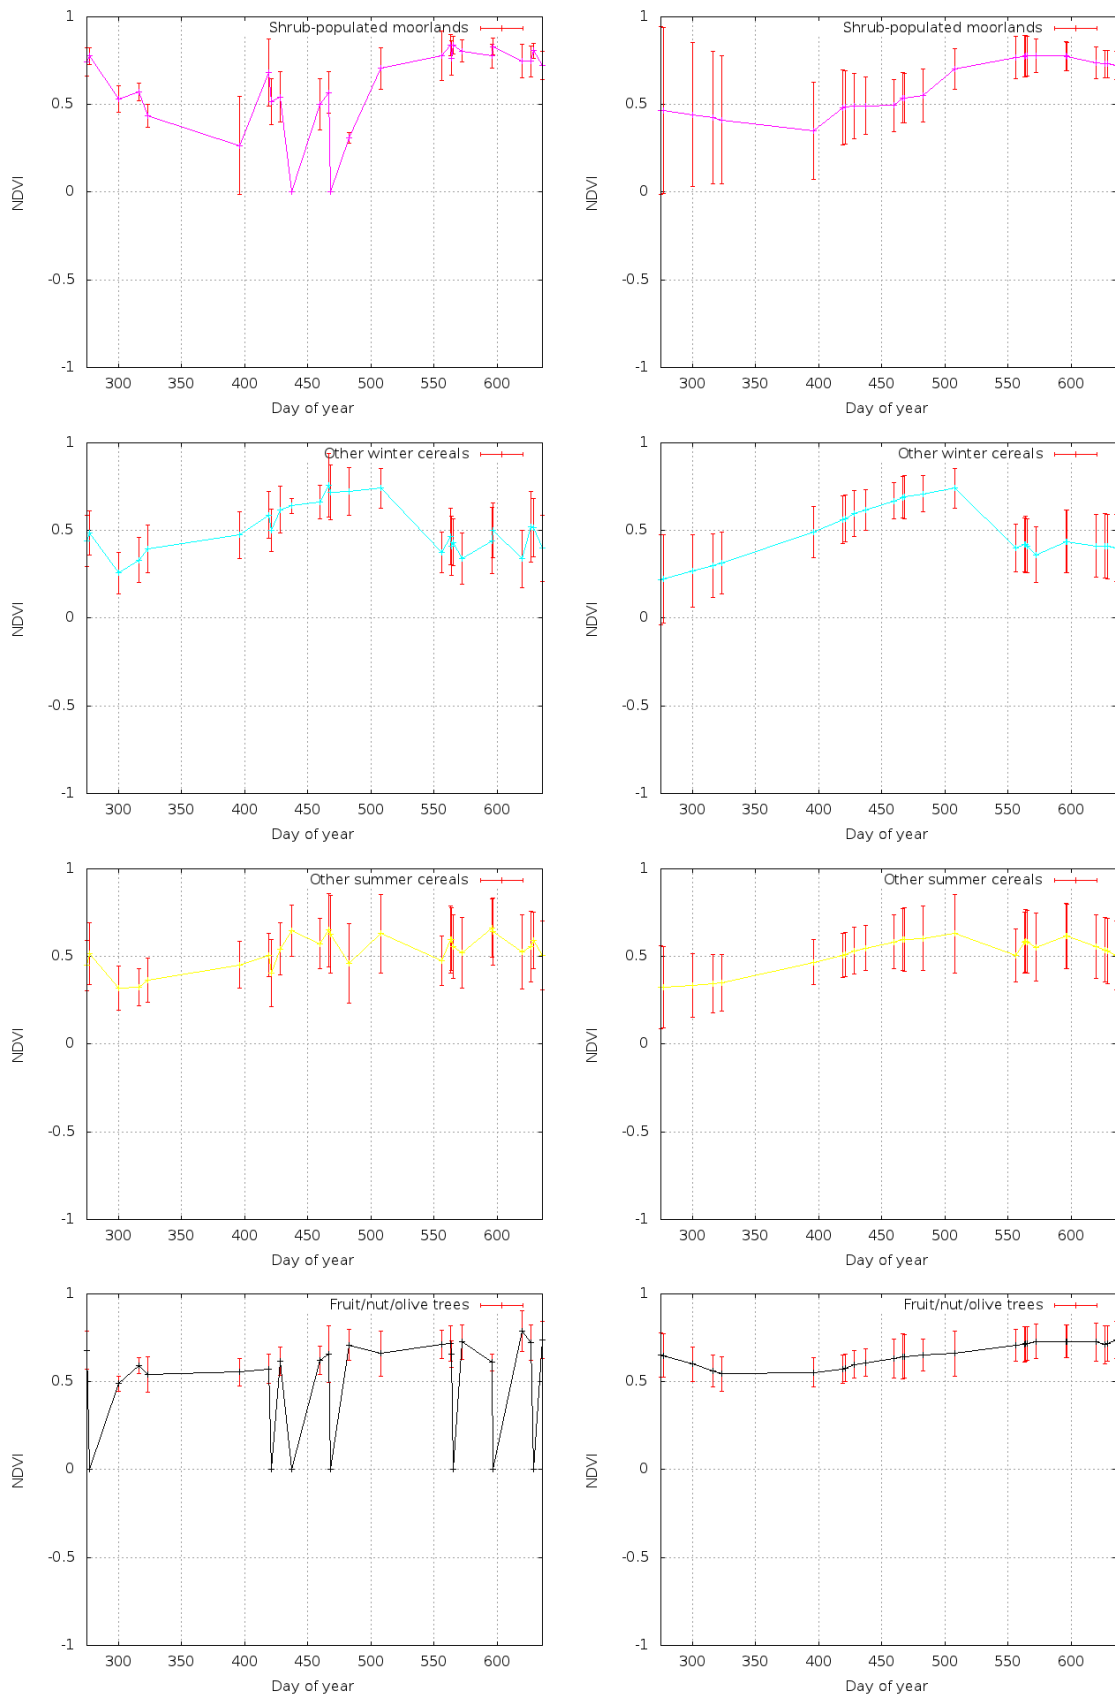 Shrub-populated moorlands
1
0.5
0
-0.5
-1
NDVI
300 350 400 450 500 550 600
Day of year
Shrub-populated moorlands
1
0.5
0
-0.5
-1
NDVI
300 350 400 450 500 550 600
Day of year
Other winter cereals
1
0.5
0
-0.5
-1
NDVI
300 350 400 450 500 550 600
Day of year
Other winter cereals
1
0.5
0
-0.5
-1
NDVI
300 350 400 450 500 550 600
Day of year
Other summer cereals
1
0.5
0
-0.5
-1
NDVI
300 350 400 450 500 550 600
Day of year
Other summer cereals
1
0.5
0
-0.5
-1
NDVI
300 350 400 450 500 550 600
Day of year
Fruit/nut/olive trees
1
0.5
0
-0.5
-1
NDVI
300 350 400 450 500 550 600
Day of year
Fruit/nut/olive trees
1
0.5
0
-0.5
-1
NDVI
300 350 400 450 500 550 600
Day of year